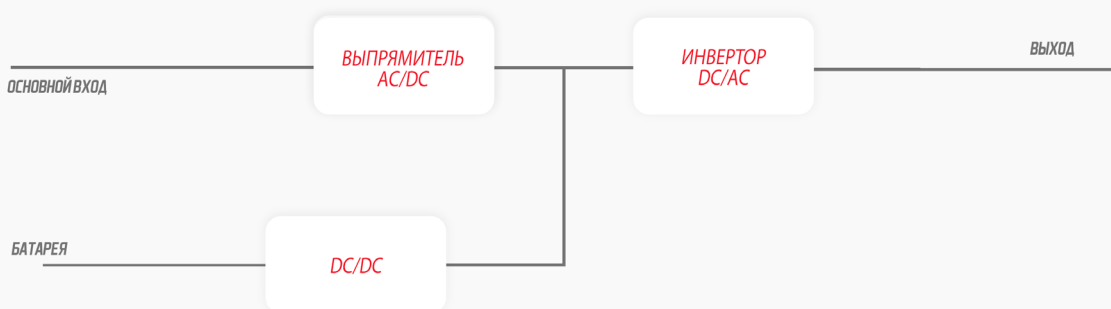 ВЫПРЯМИТЕЛЬ
AC/DC
ИНВЕРТОР
DC/AC
ВЫХОД
ОСНОВНОЙ ВХОД
БАТАРЕЯ
DC/DC